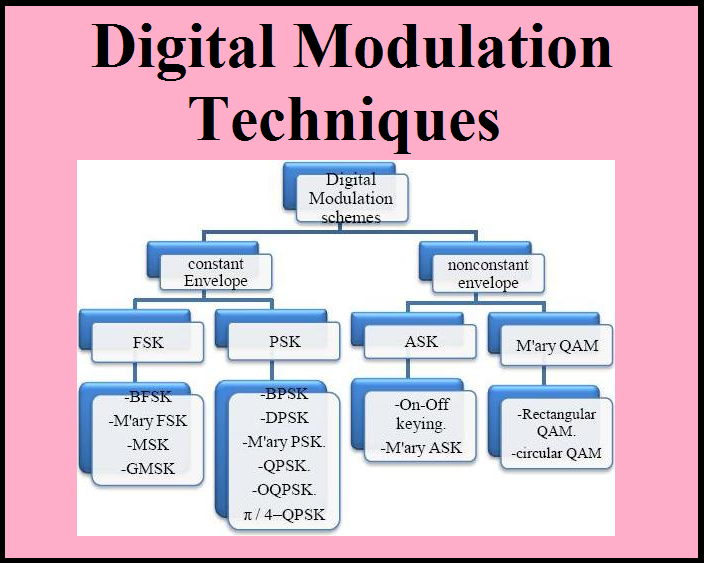 Digital Modulation
Techniques
Digital
Modulation
schemes
constant
Envelope
nonconstant
envelope
FSK
PSK
ASK
M'ary QAM
-BFSK
-M'ary FSK
-MSK
-GMSK
-BPSK
-DPSK
-M'ary PSK.
-QPSK.
-OQPSK.
π / 4–QPSK
-On-Off
keying.
-M'ary ASK
-Rectangular
QAM.
-circular QAM